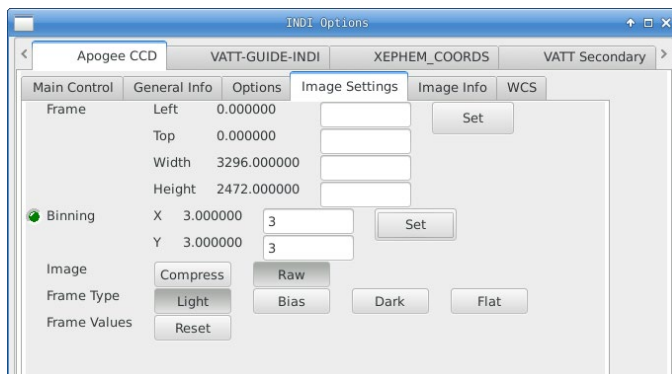 INDI Options
Apogee CCD VATT-GUIDE-INDI XEPHEM_COORDS VATT Secondary
Main Control General Info Options Image Settings Image Info WCS
Frame Left 0.000000 Set
Top 0.000000
Width 3296.000000
Height 2472.000000
Binning X 3.000000 3 Set
Y 3.000000 3
Image Compress Raw
Frame Type Light Bias Dark Flat
Frame Values Reset